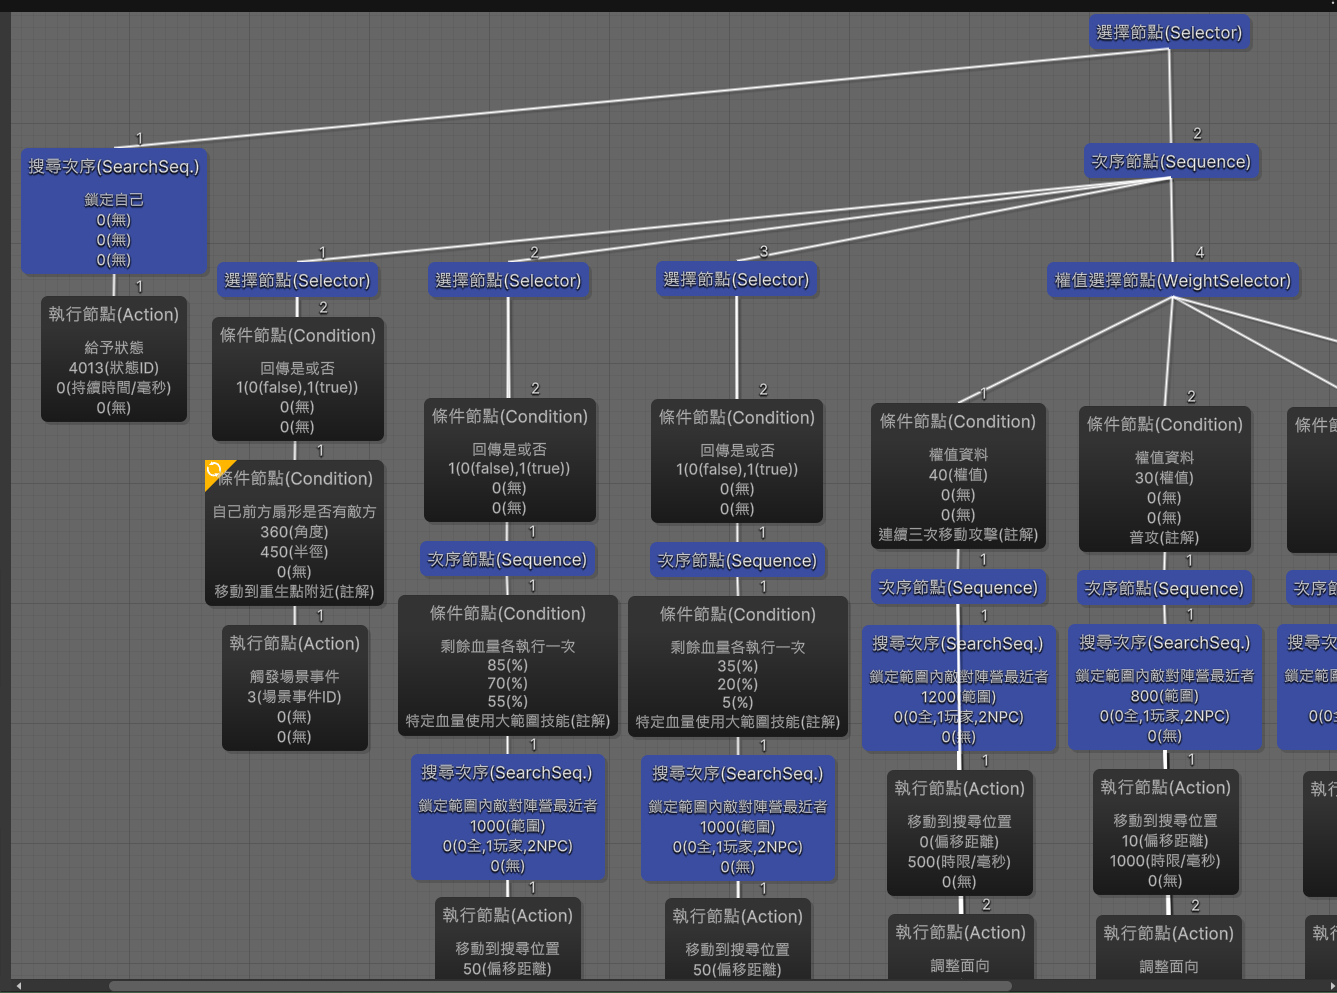 選擇節點(Selector)
1
搜尋次序(SearchSeq.)
鎖定自己
0(無)
0(無)
0(無)
1
執行節點(Action)
給予狀態
4013(狀態ID)
0(持續時間/毫秒)
0(無)
2
次序節點(Sequence)
1
選擇節點(Selector)
2
條件節點(Condition)
回傳是或否
1(0(false),1(true))
0(無)
0(無)
1
條件節點(Condition)
自己前方扇形是否有敵方
360(角度)
450(半徑)
0(無)
移動到重生點附近(註解)
1
執行節點(Action)
觸發場景事件
3(場景事件ID)
0(無)
0(無)
2
選擇節點(Selector)
2
條件節點(Condition)
回傳是或否
1(0(false),1(true))
0(無)
0(無)
1
次序節點(Sequence)
1
條件節點(Condition)
剩餘血量各執行一次
85(%)
70(%)
55(%)
特定血量使用大範圍技能(註解)
1
搜尋次序(SearchSeq.)
鎖定範圍內敵對陣營最近者
1000(範圍)
0(0全,1玩家,2NPC)
0(無)
1
執行節點(Action)
移動到搜尋位置
50(偏移距離)
3
選擇節點(Selector)
2
條件節點(Condition)
回傳是或否
1(0(false),1(true))
0(無)
0(無)
1
次序節點(Sequence)
1
條件節點(Condition)
剩餘血量各執行一次
35(%)
20(%)
5(%)
特定血量使用大範圍技能(註解)
1
搜尋次序(SearchSeq.)
鎖定範圍內敵對陣營最近者
1000(範圍)
0(0全,1玩家,2NPC)
0(無)
1
執行節點(Action)
移動到搜尋位置
50(偏移距離)
4
權值選擇節點(WeightSelector)
1
條件節點(Condition)
權值資料
40(權值)
0(無)
0(無)
連續三次移動攻擊(註解)
1
次序節點(Sequence)
1
搜尋次序(SearchSeq.)
鎖定範圍內敵對陣營最近者
1200(範圍)
0(0全,1玩家,2NPC)
0(無)
1
執行節點(Action)
移動到搜尋位置
0(偏移距離)
500(時限/毫秒)
0(無)
2
執行節點(Action)
調整面向
2
條件節點(Condition)
權值資料
30(權值)
0(無)
0(無)
普攻(註解)
1
次序節點(Sequence)
1
搜尋次序(SearchSeq.)
鎖定範圍內敵對陣營最近者
800(範圍)
0(0全,1玩家,2NPC)
0(無)
1
執行節點(Action)
移動到搜尋位置
10(偏移距離)
1000(時限/毫秒)
0(無)
2
執行節點(Action)
調整面向
條件節
次序節
搜尋次
鎖定範
0(0
執行
執行